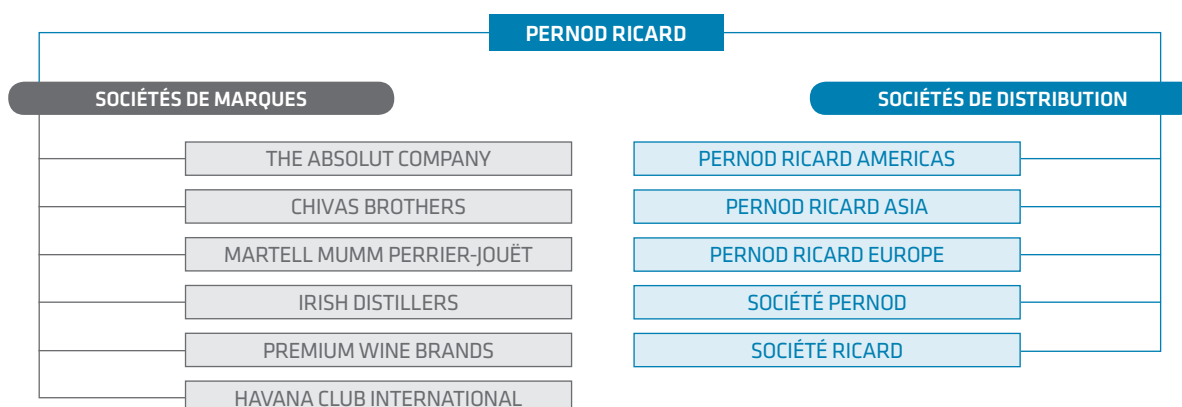 PERNOD RICARD
SOCIÉTÉS DE MARQUES
THE ABSOLUT COMPANY
CHIVAS BROTHERS
MARTELL MUMM PERRIER-JOUËT
IRISH DISTILLERS
PREMIUM WINE BRANDS
HAVANA CLUB INTERNATIONAL
SOCIÉTÉS DE DISTRIBUTION
PERNOD RICARD AMERICAS
PERNOD RICARD ASIA
PERNOD RICARD EUROPE
SOCIÉTÉ PERNOD
SOCIÉTÉ RICARD